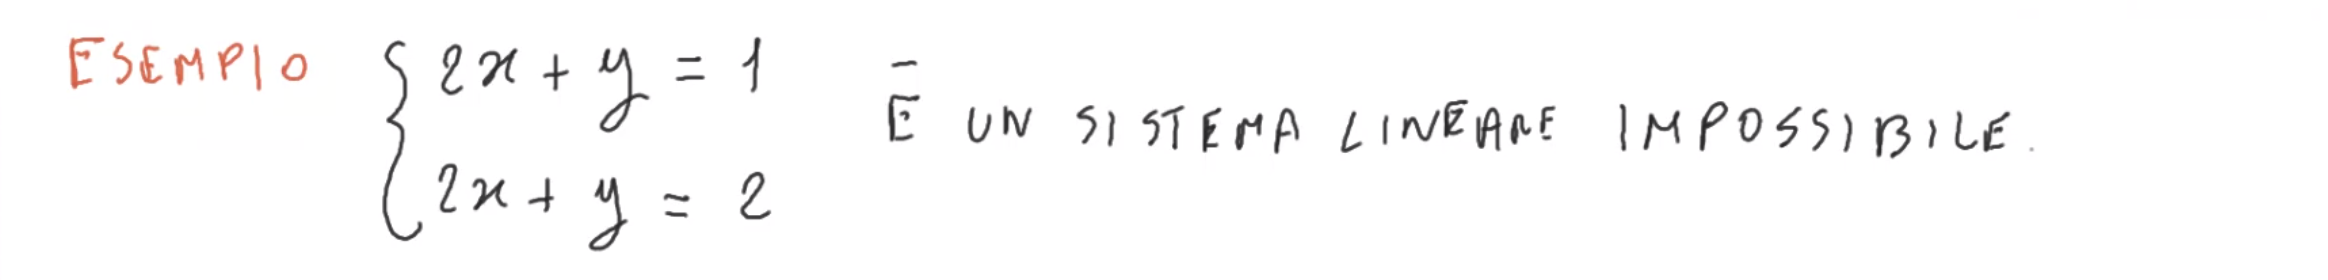 ESEMPIO { 2x + y = 1
2x + y = 2
È UN SISTEMA LINEARE IMPOSSIBILE.